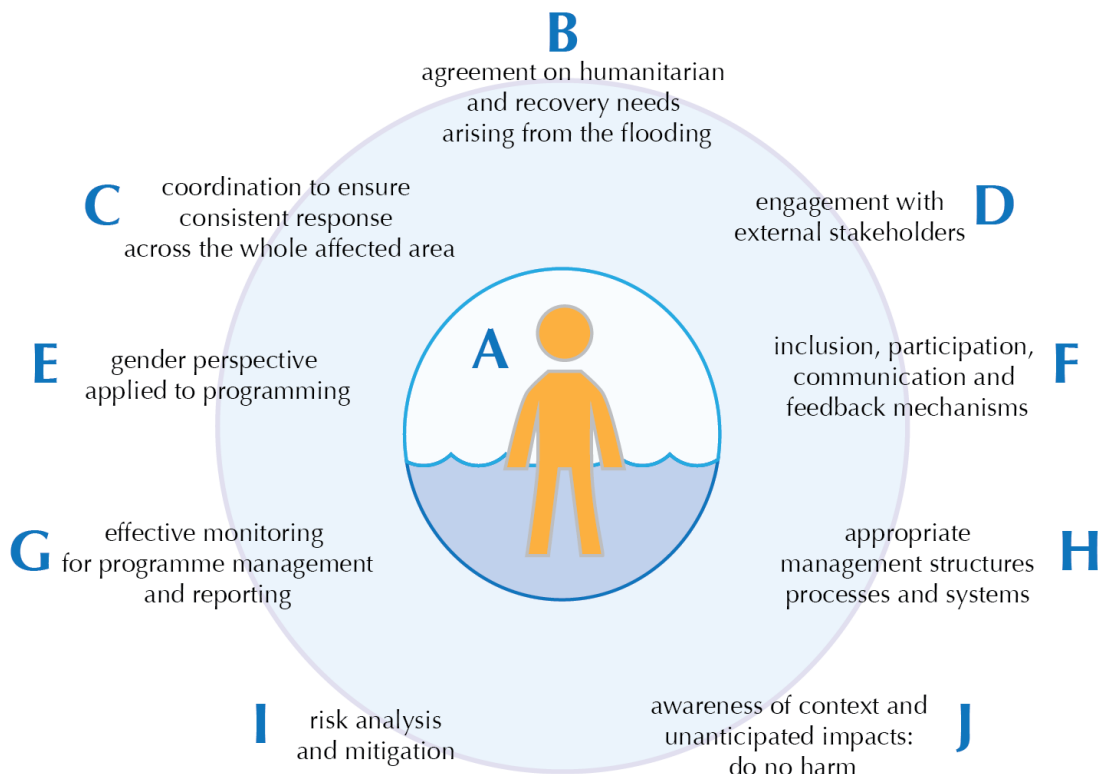 B
agreement on humanitarian
and recovery needs
arising from the flooding
C
coordination to ensure
consistent response
across the whole affected area
engagement with
external stakeholders
D
A
E
gender perspective
applied to programming
inclusion, participation,
communication and
feedback mechanisms
F
G
effective monitoring
for programme management
and reporting
appropriate
management structures
processes and systems
H
I
risk analysis
and mitigation
awareness of context and
unanticipated impacts:
do no harm
J